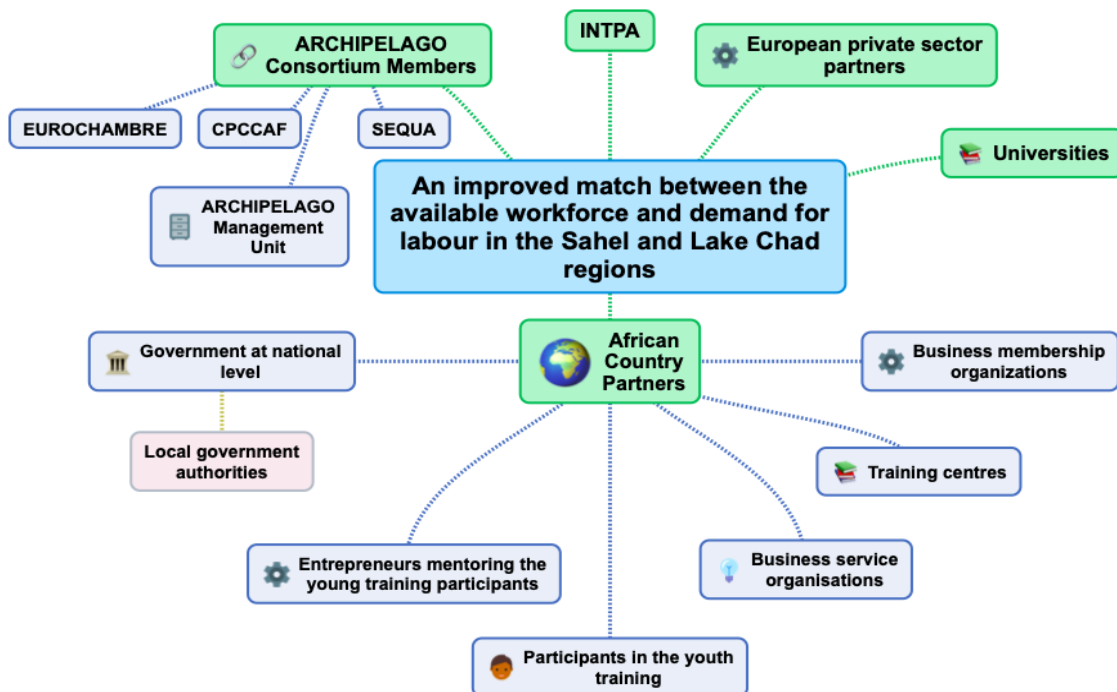 INTPA
ARCHIPELAGO
Consortium Members
European private sector
partners
EUROCHAMBRE
CPCCAF
SEQUA
Universities
ARCHIPELAGO
Management
Unit
An improved match between the
available workforce and demand for
labour in the Sahel and Lake Chad
regions
African
Country
Partners
Government at national
level
Business membership
organizations
Local government
authorities
Training centres
Entrepreneurs mentoring the
young training participants
Business service
organisations
Participants in the youth
training